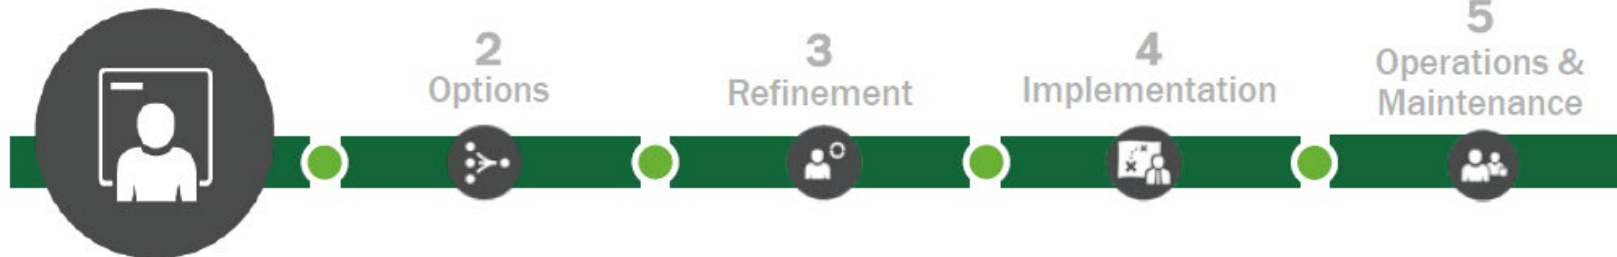 2
Options
3
Refinement
4
Implementation
5
Operations &
Maintenance